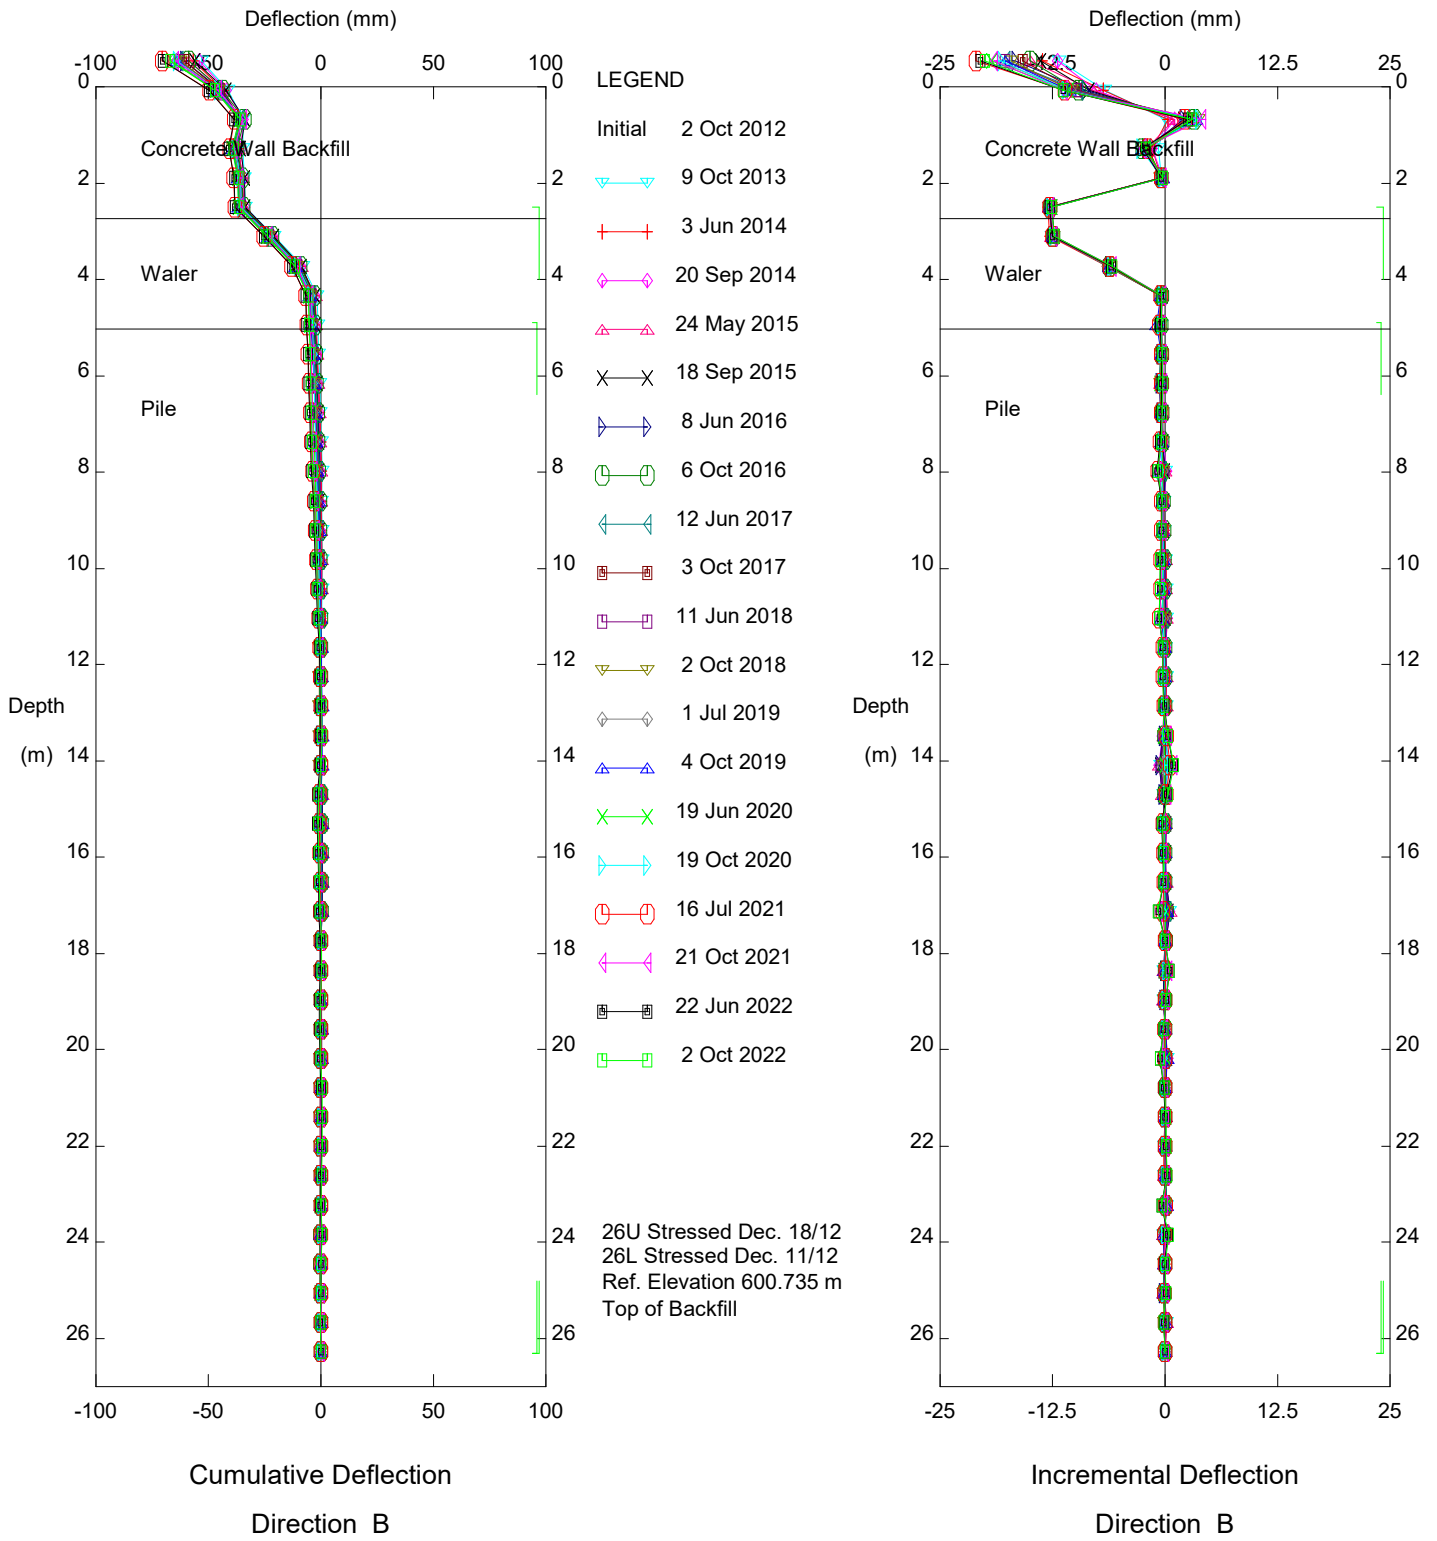 Deflection (mm)
-100 -50 0 50 100
0 0
Concrete Wall Backfill
2 2
Waler
4 4
6 6
Pile
8 8
10 10
12 12
Depth
(m)
14 14
16 16
18 18
20 20
22 22
24 24
26 26
-100 -50 0 50 100
Cumulative Deflection
Direction B
LEGEND
Initial 2 Oct 2012
9 Oct 2013
3 Jun 2014
20 Sep 2014
24 May 2015
18 Sep 2015
8 Jun 2016
6 Oct 2016
12 Jun 2017
3 Oct 2017
11 Jun 2018
2 Oct 2018
1 Jul 2019
4 Oct 2019
19 Jun 2020
19 Oct 2020
16 Jul 2021
21 Oct 2021
22 Jun 2022
2 Oct 2022
26U Stressed Dec. 18/12
26L Stressed Dec. 11/12
Ref. Elevation 600.735 m
Top of Backfill
Deflection (mm)
-25 -12.5 0 12.5 25
0 0
Concrete Wall Backfill
2 2
Waler
4 4
6 6
Pile
8 8
10 10
12 12
Depth
(m)
14 14
16 16
18 18
20 20
22 22
24 24
26 26
-25 -12.5 0 12.5 25
Incremental Deflection
Direction B